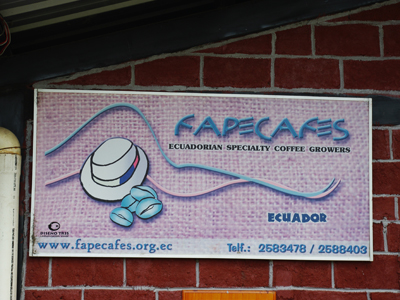 FAPECAFES
ECUADORIAN SPECIALTY COFFEE GROWERS
ECUADOR
www.fapecafes.org.ec
Telf.: 2583478 / 2588403